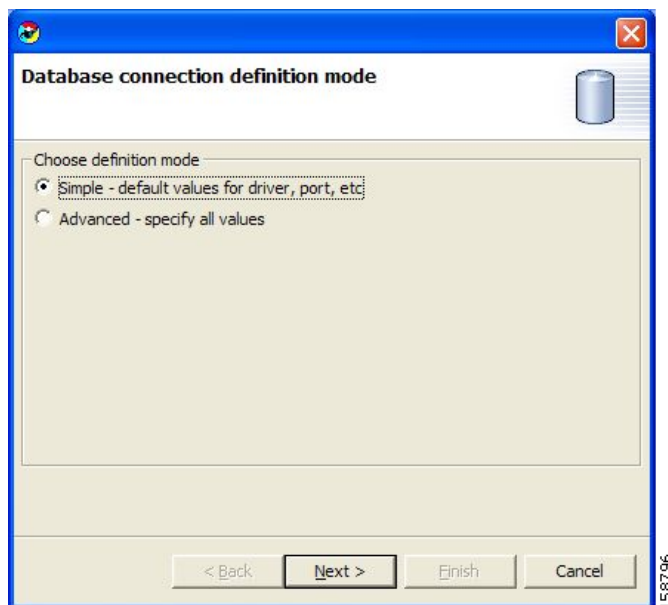 Database connection definition mode
Choose definition mode
Simple - default values for driver, port, etc
Advanced - specify all values
< Back Next > Finish Cancel
58796